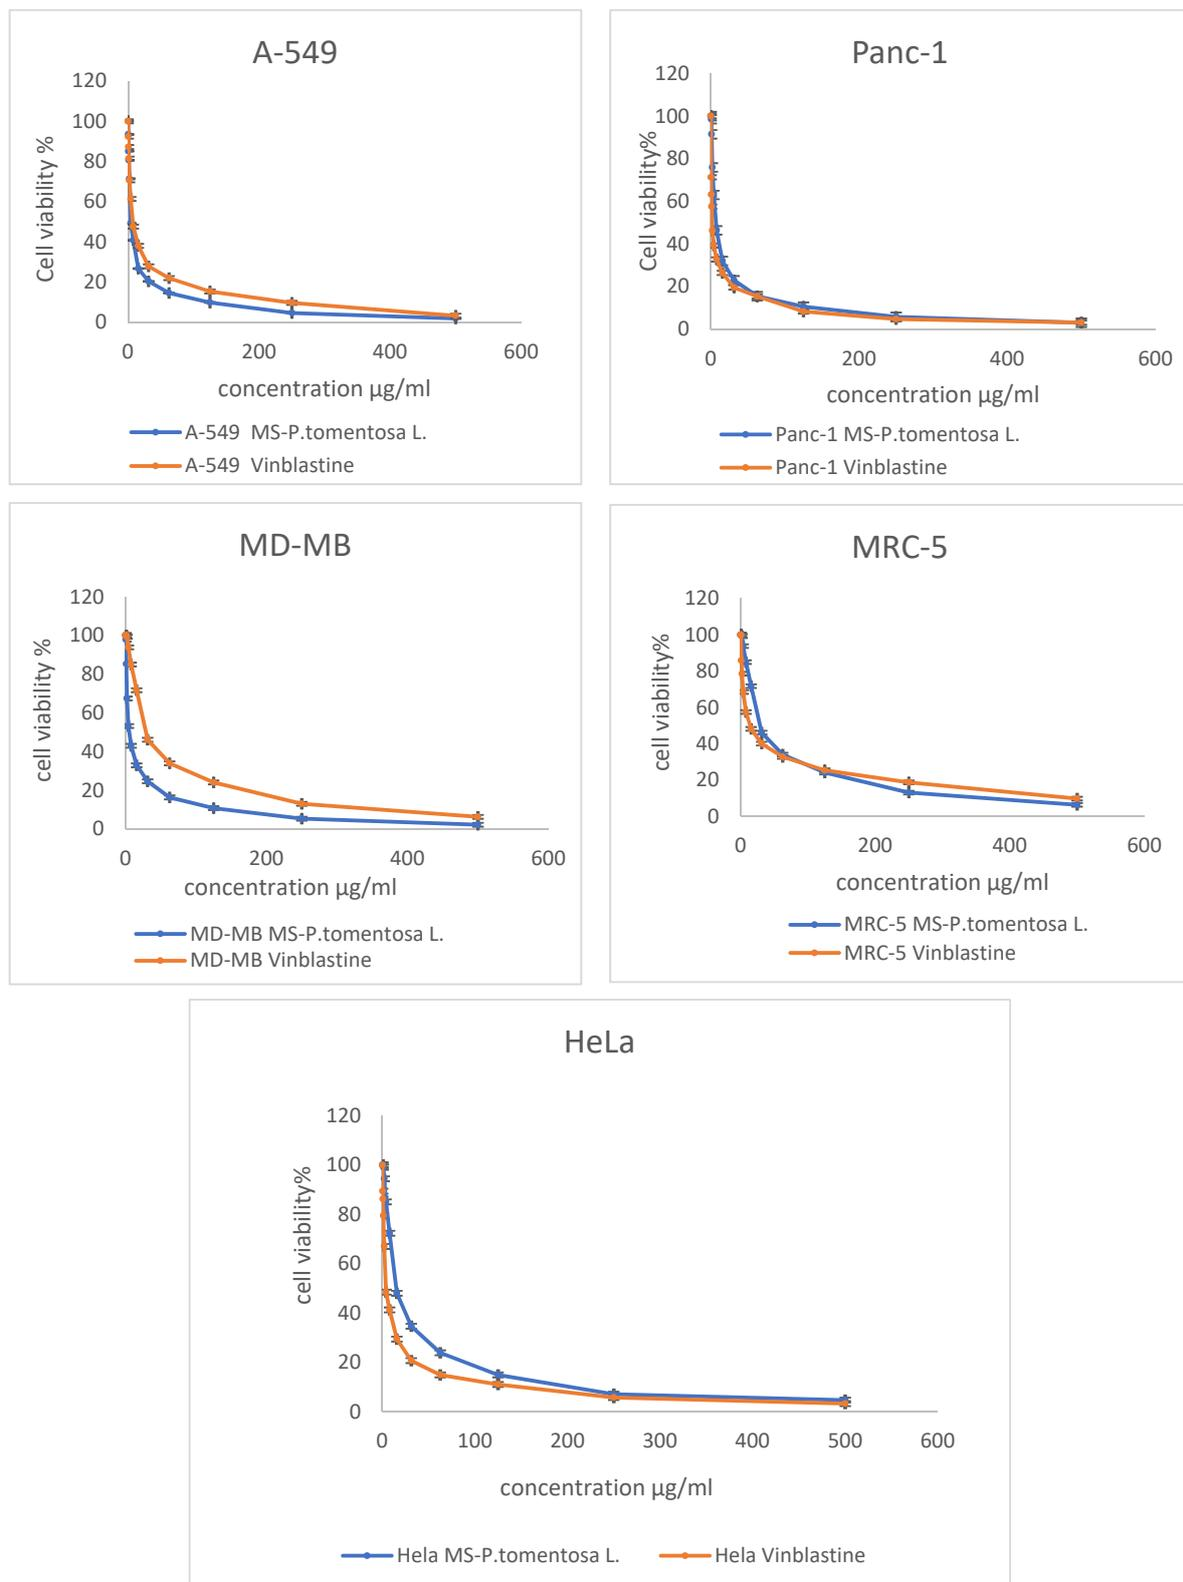 A-549
120
100
80
60
40
20
0
Cell viability %
0 200 400 600
concentration µg/ml
A-549 MS-P.tomentosa L.
A-549 Vinblastine
Panc-1
120
100
80
60
40
20
0
Cell viability%
0 200 400 600
concentration µg/ml
Panc-1 MS-P.tomentosa L.
Panc-1 Vinblastine
MD-MB
120
100
80
60
40
20
0
cell viability %
0 200 400 600
concentration µg/ml
MD-MB MS-P.tomentosa L.
MD-MB Vinblastine
MRC-5
120
100
80
60
40
20
0
cell viability%
0 200 400 600
concentration µg/ml
MRC-5 MS-P.tomentosa L.
MRC-5 Vinblastine
HeLa
120
100
80
60
40
20
0
cell viability%
0 100 200 300 400 500 600
concentration µg/ml
Hela MS-P.tomentosa L. Hela Vinblastine